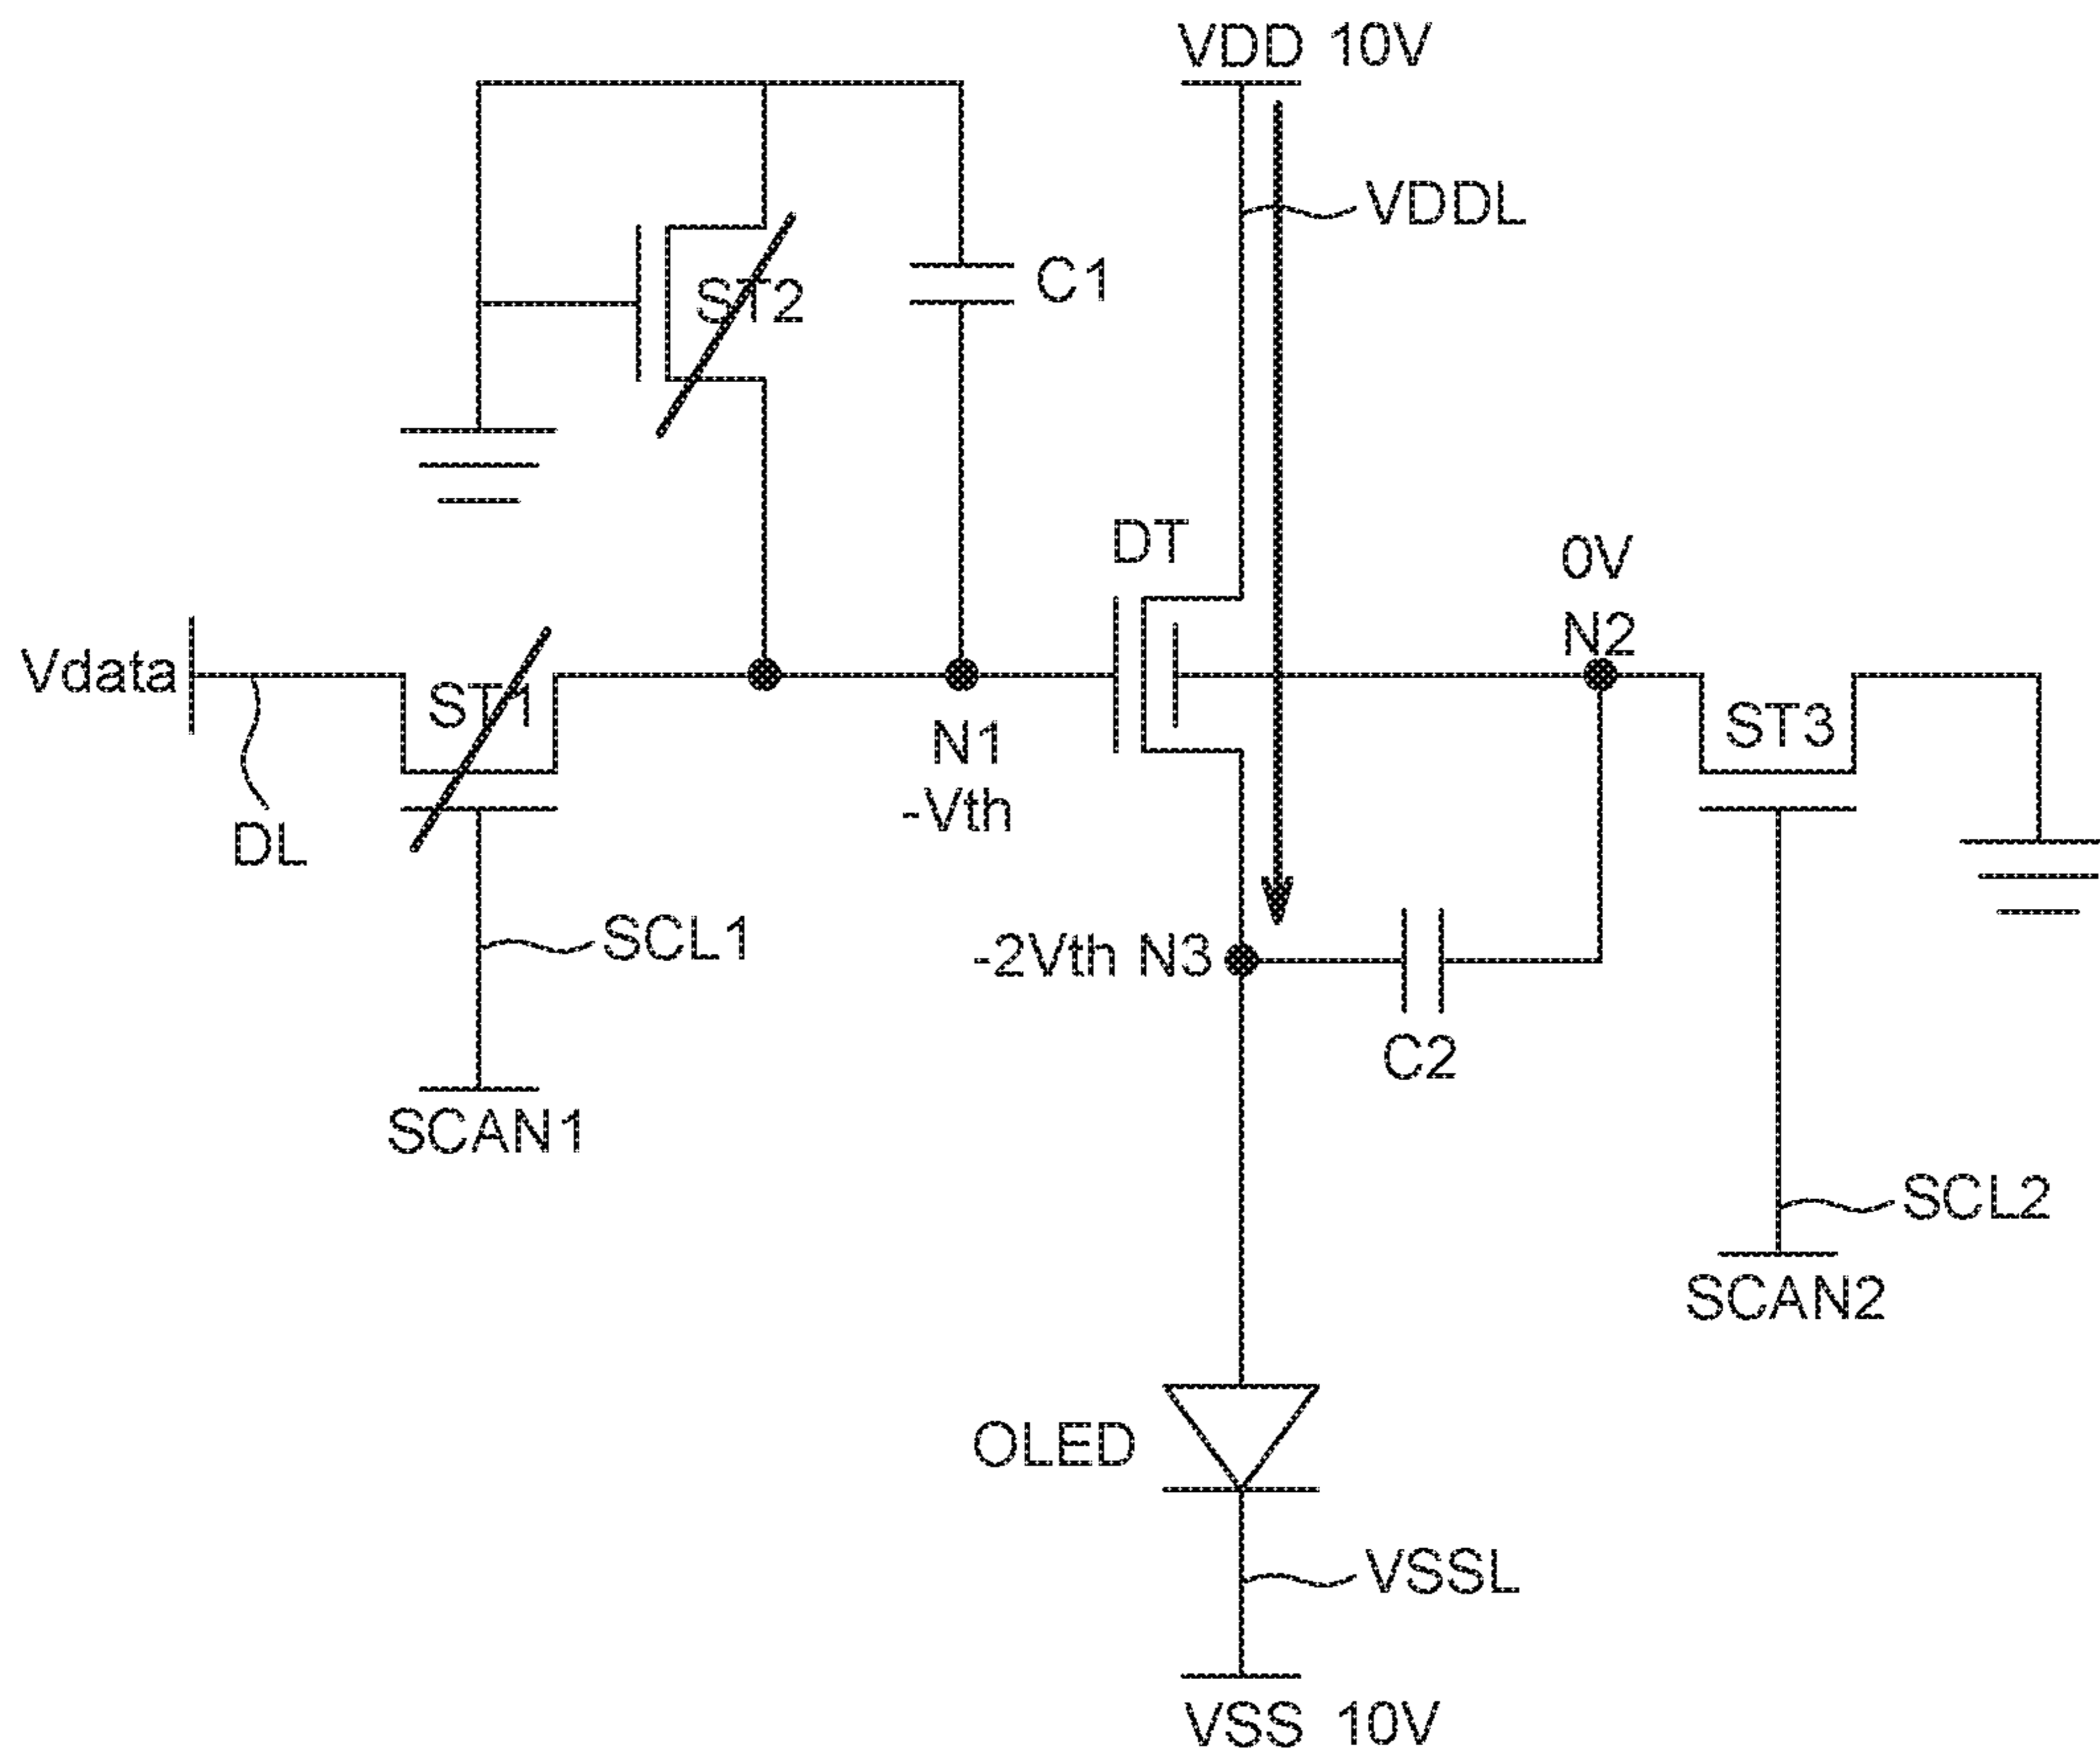 VDD 10V
VDDL
C1
ST2
DT
0V
N2
Vdata
ST1
ST3
N1
-Vth
DL
SCL1
-2Vth N3
C2
SCAN1
SCL2
SCAN2
OLED
VSSL
VSS 10V